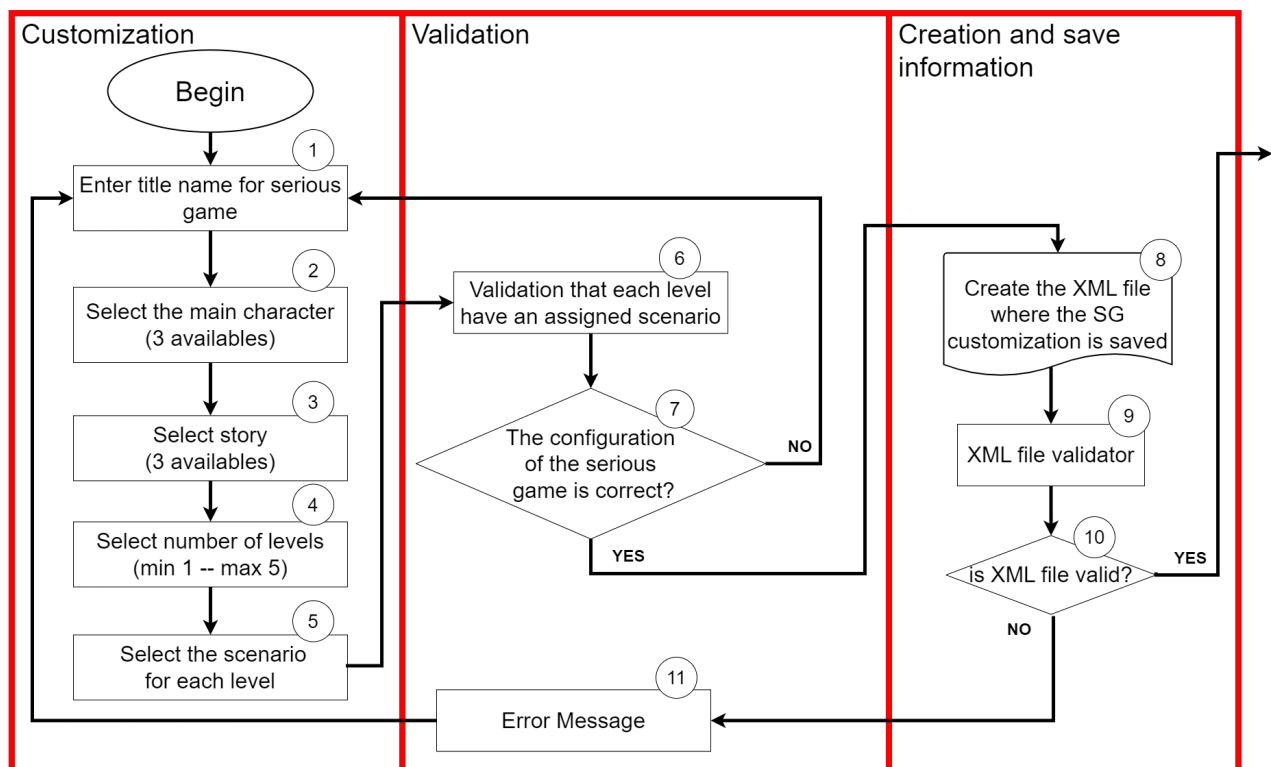 Customization
Begin
1
Enter title name for serious
game
2
Select the main character
(3 availables)
3
Select story
(3 availables)
4
Select number of levels
(min 1 -- max 5)
5
Select the scenario
for each level
Validation
6
Validation that each level
have an assigned scenario
7
The configuration
of the serious
game is correct?
NO
YES
11
Error Message
Creation and save
information
8
Create the XML file
where the SG
customization is saved
9
XML file validator
10
is XML file valid?
YES
NO